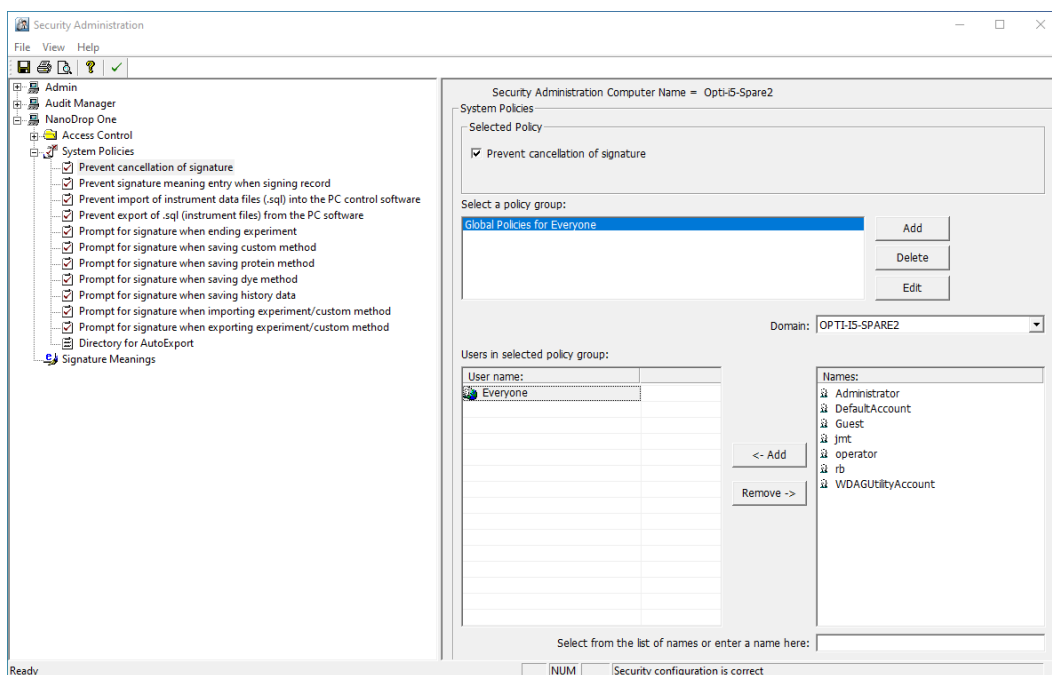 Security Administration
File View Help
Admin
Audit Manager
NanoDrop One
Access Control
System Policies
Prevent cancellation of signature
Prevent signature meaning entry when signing record
Prevent import of instrument data files (.sql) into the PC control software
Prevent export of .sql (instrument files) from the PC software
Prompt for signature when ending experiment
Prompt for signature when saving custom method
Prompt for signature when saving protein method
Prompt for signature when saving dye method
Prompt for signature when saving history data
Prompt for signature when importing experiment/custom method
Prompt for signature when exporting experiment/custom method
Directory for AutoExport
Signature Meanings
Security Administration Computer Name = Opti-i5-Spare2
System Policies
Selected Policy
Prevent cancellation of signature
Select a policy group:
Global Policies for Everyone
Add
Delete
Edit
Domain: OPTI-I5-SPARE2
Users in selected policy group:
User name:
Everyone
<- Add
Remove ->
Names:
Administrator
DefaultAccount
Guest
jmt
operator
rb
WDAGUtilityAccount
Select from the list of names or enter a name here:
Ready NUM Security configuration is correct